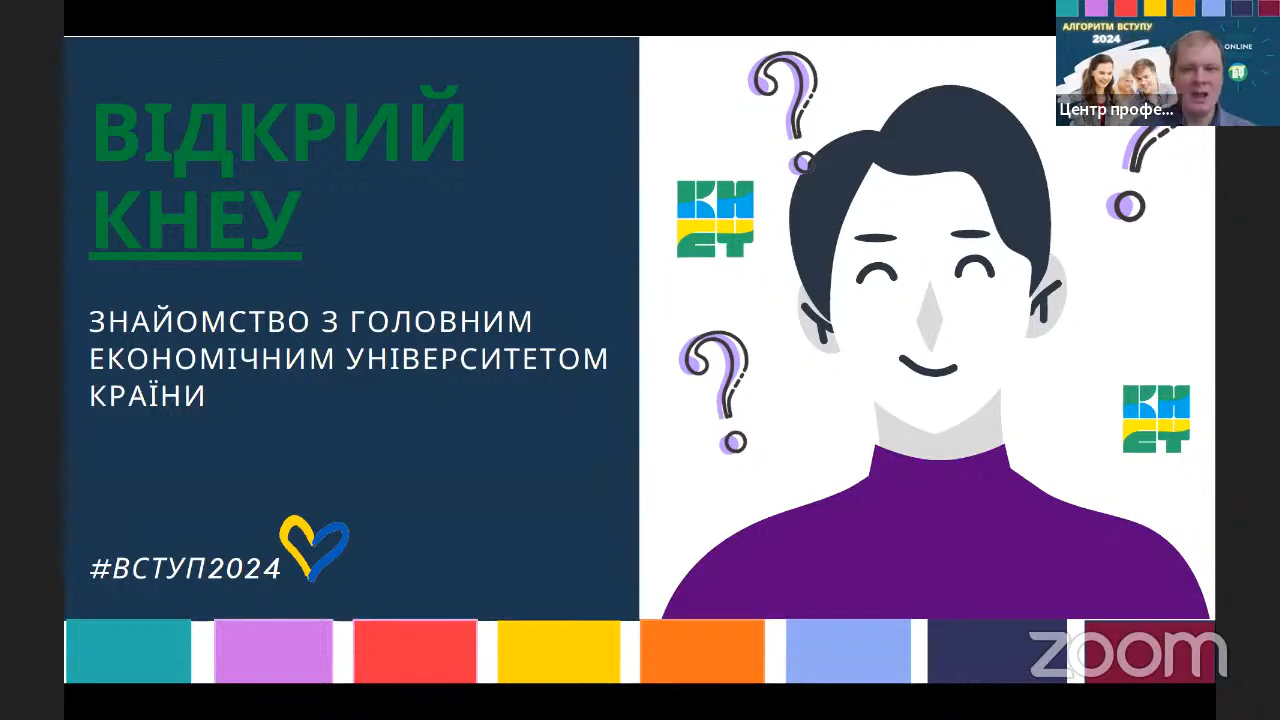 ВІДКРИЙ
КНЕУ
ЗНАЙОМСТВО З ГОЛОВНИМ
ЕКОНОМІЧНИМ УНІВЕРСИТЕТОМ
КРАЇНИ
#ВСТУП2024
АЛГОРИТМ ВСТУПУ
2024
ONLINE
Центр профе...
zoom